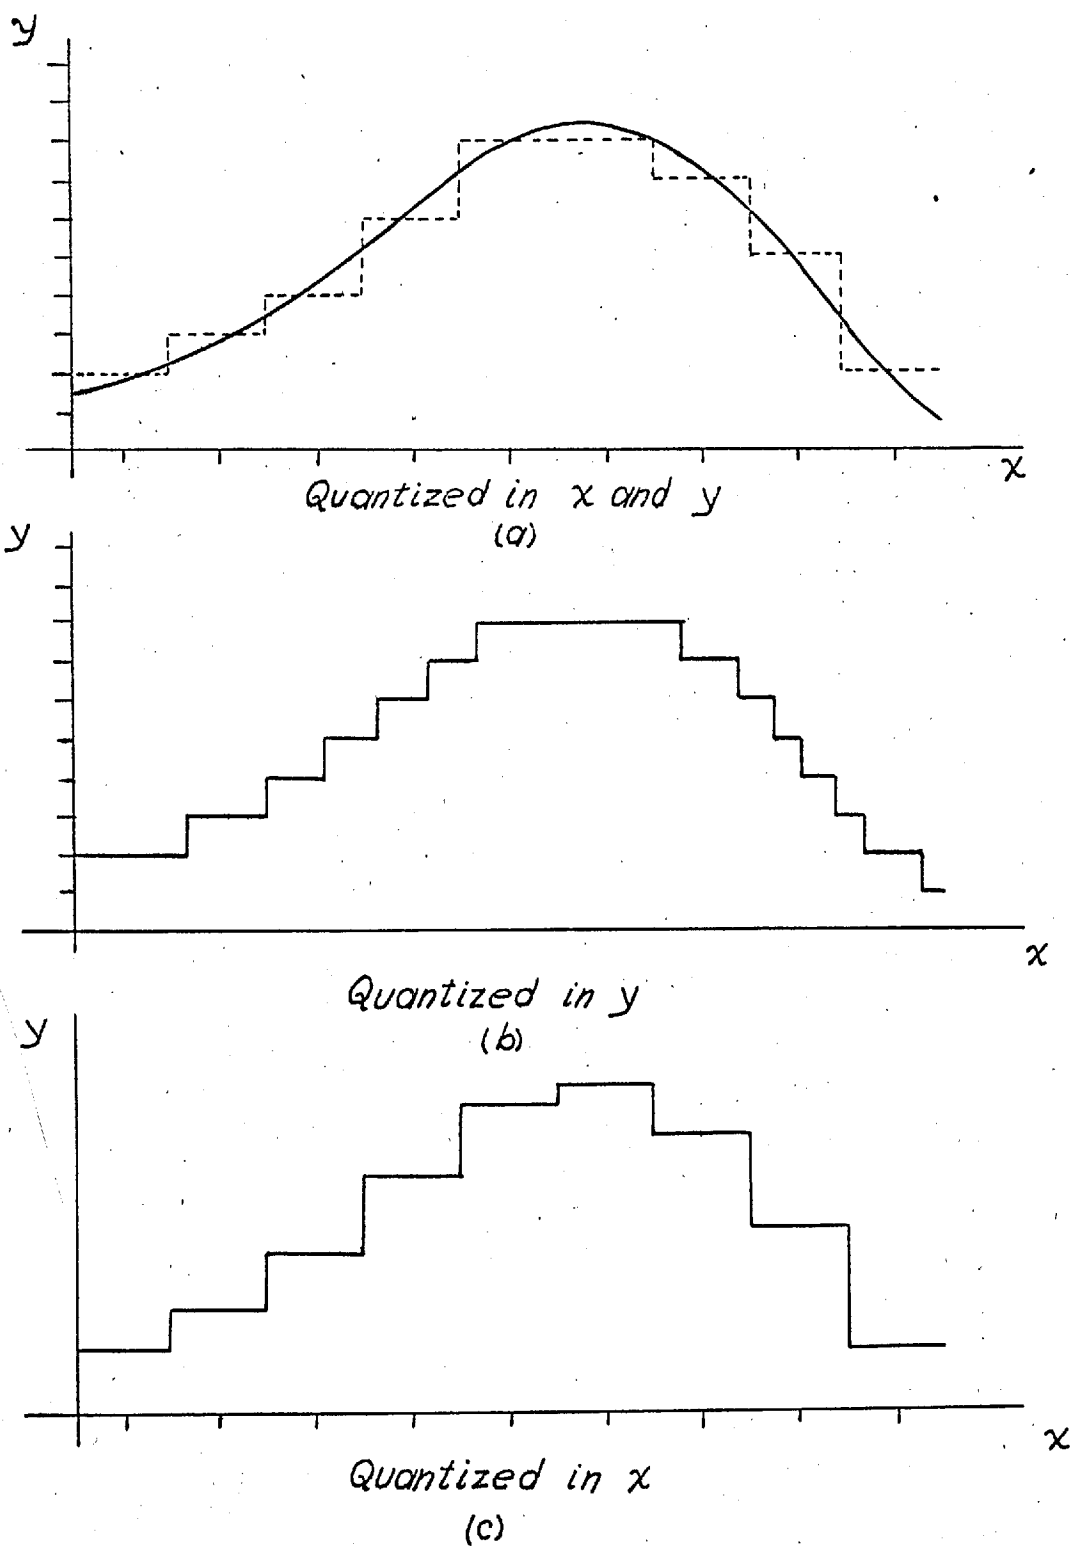 y
x
Quantized in x and y
(a)
y
x
Quantized in y
(b)
y
x
Quantized in x
(c)